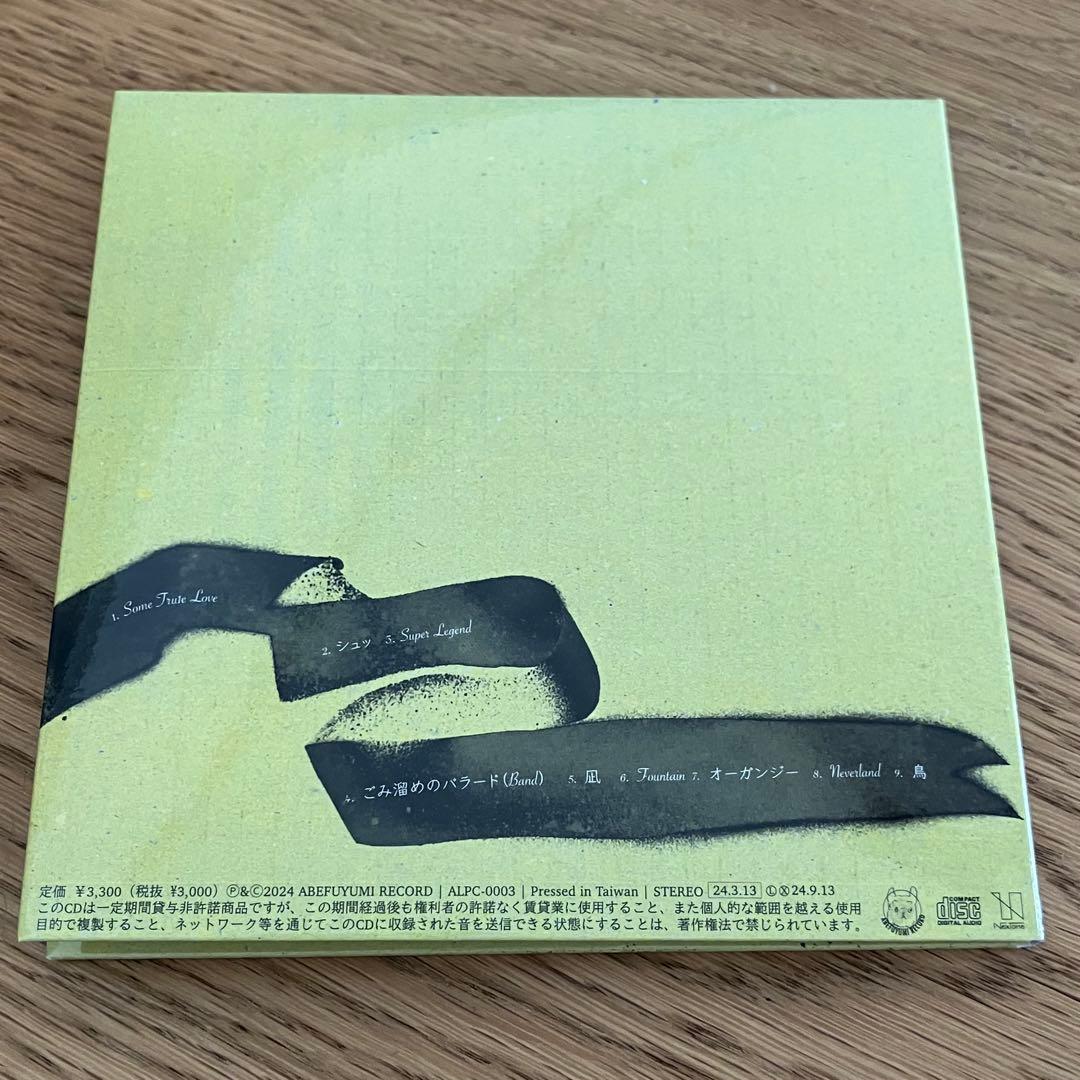 1. Some Trute Love
2. シュッ 3. Super Legend
4. ごみ溜めのバラード(Band) 5. 凪 6. Fountain 7. オーガンジー 8. Neverland 9. 鳥
定価 ¥3,300（税抜 ¥3,000）Ⓟ&Ⓒ2024 ABEFUYUMI RECORD | ALPC-0003 | Pressed in Taiwan | STEREO 24.3.13 ⓁⓍ24.9.13
このCDは一定期間貸与非許諾商品ですが、この期間経過後も権利者の許諾なく賃貸業に使用すること、また個人的な範囲を越える使用
目的で複製すること、ネットワーク等を通じてこのCDに収録された音を送信できる状態にすることは、著作権法で禁じられています。
ABEFUYUMI RECORD
COMPACT
disc
DIGITAL AUDIO
N
NexTone